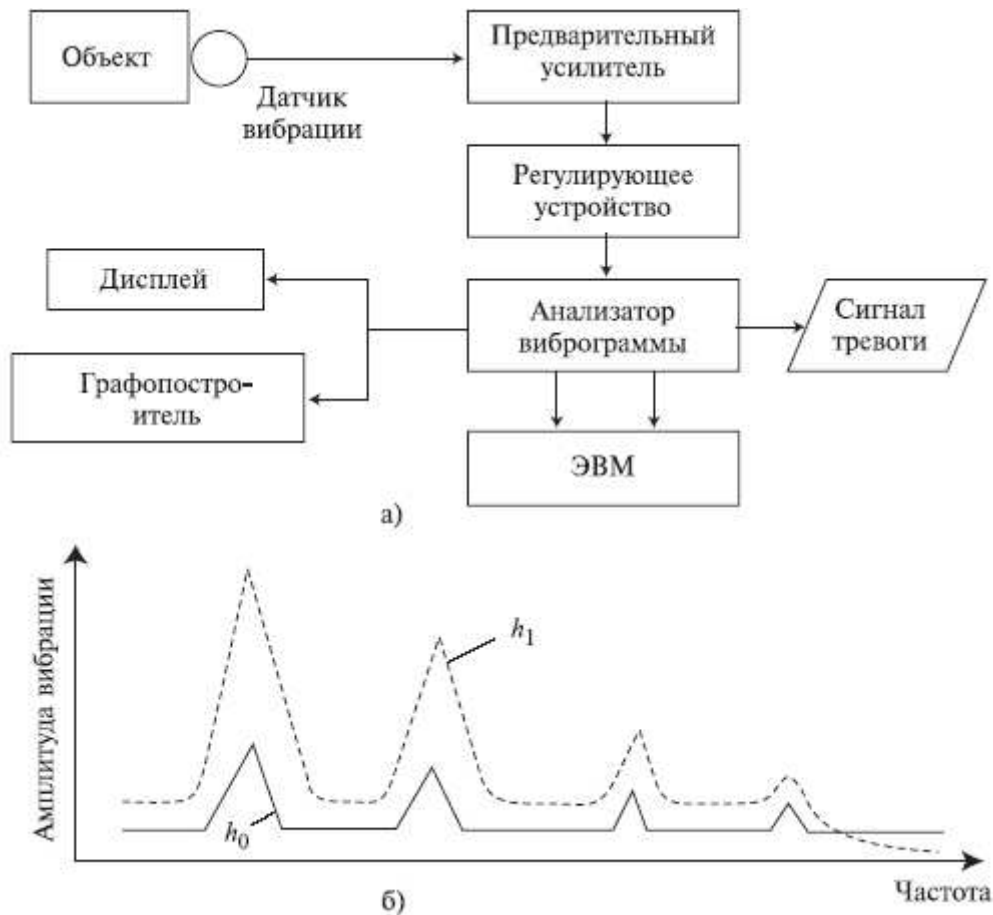 Объект
Датчик
вибрации
Предварительный
усилитель
Регулирующее
устройство
Дисплей
Графопостро-
итель
Анализатор
виброграммы
Сигнал
тревоги
ЭВМ
а)
Амплитуда вибрации
h1
h0
Частота
б)